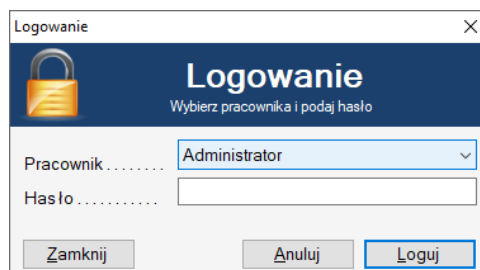 Logowanie
Logowanie
Wybierz pracownika i podaj hasło
Pracownik........ Administrator
Hasło...........
Zamknij Anuluj Loguj